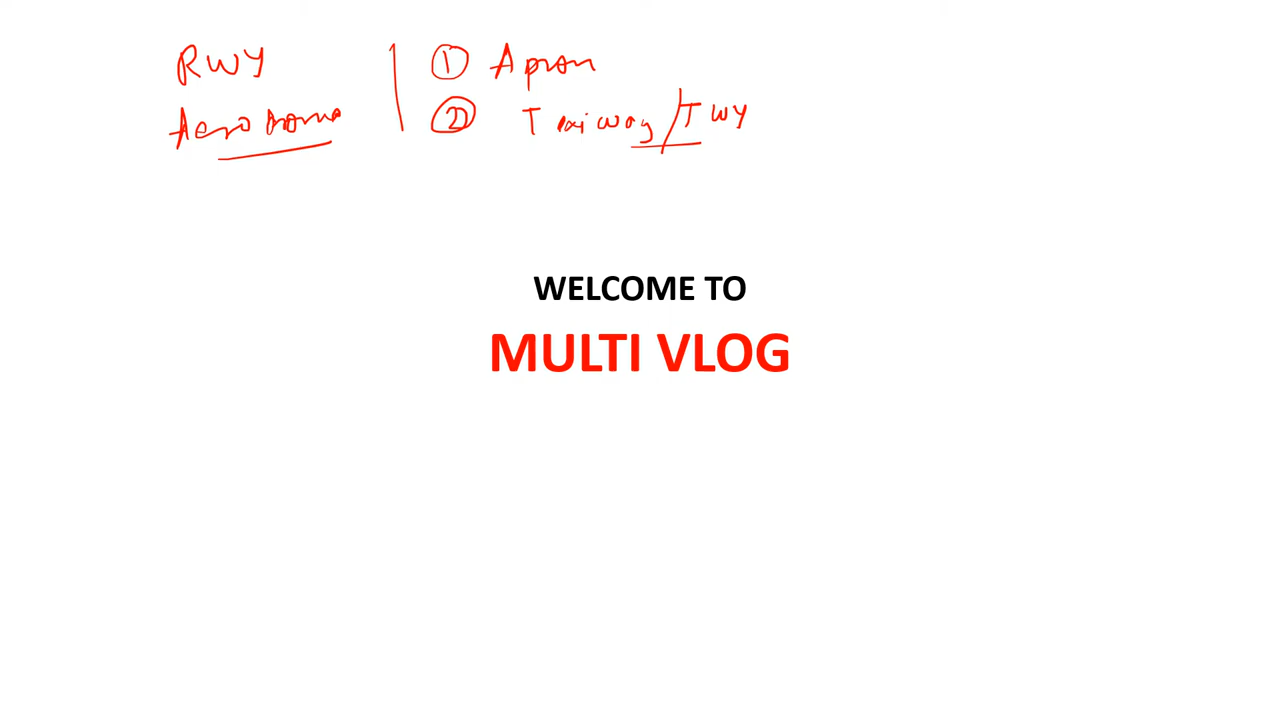 RWY
Aerodrome
① Apron
② Taxiway/TWY
WELCOME TO
MULTI VLOG